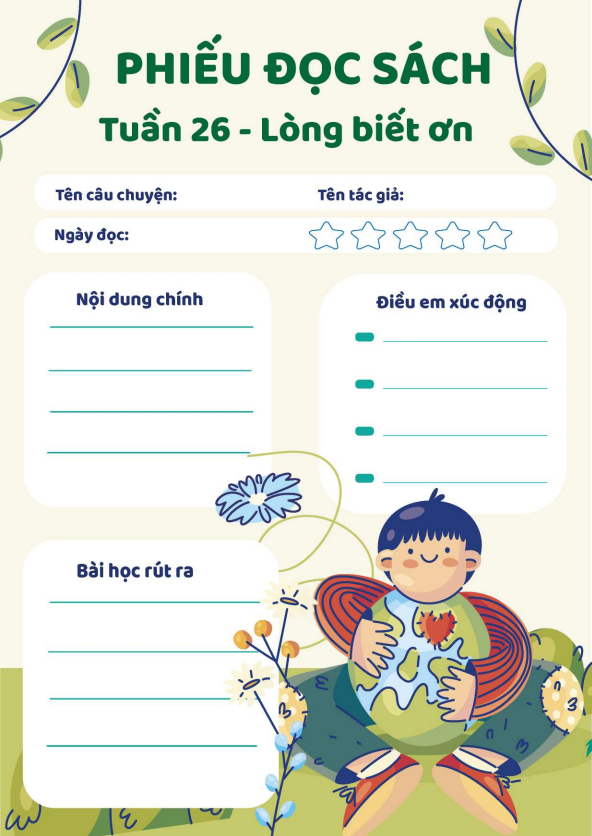 PHIẾU ĐỌC SÁCH
Tuần 26 - Lòng biết ơn
Tên câu chuyện:
Tên tác giả:
Ngày đọc:
Nội dung chính
Điều em xúc động
Bài học rút ra